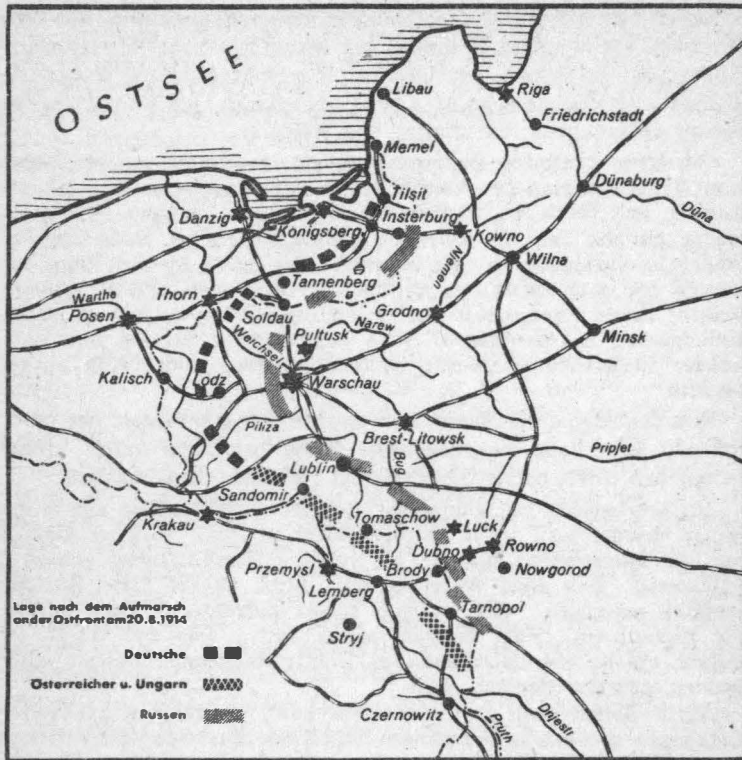 OSTSEE
Libau
Riga
Friedrichstadt
Memel
Dünaburg
Düna
Tilsit
Danzig
Königsberg
Insterburg
Kowno
Wilna
Niemen
Tannenberg
Warthe
Thorn
Posen
Soldau
Grodno
Narew
Minsk
Weichsel
Pultusk
Kalisch
Lodz
Warschau
Piliza
Brest-Litowsk
Pripjet
Bug
Lublin
Sandomir
Krakau
Tomaschow
Luck
Dubno
Rowno
Przemysl
Brody
Nowgorod
Lemberg
Tarnopol
Stryj
Czernowitz
Pruth
Dnjestr
Lage nach dem Aufmarsch
an der Ostfront am 20.8.1914
Deutsche
Österreicher u. Ungarn
Russen